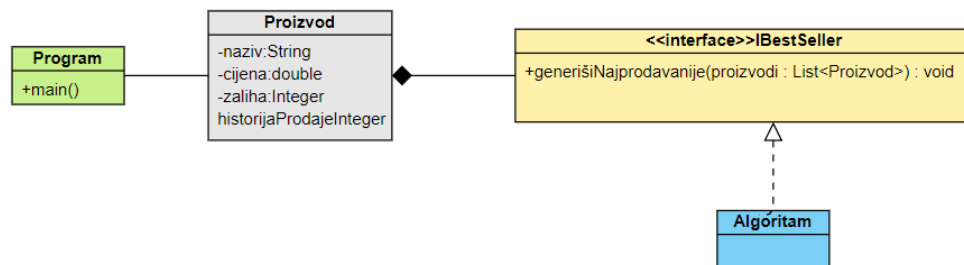 Program
+main()
Proizvod
-naziv:String
-cijena:double
-zaliha:Integer
historijaProdajeInteger
<<interface>>IBestSeller
+generišiNajprodavanije(proizvodi : List<Proizvod>) : void
Algoritam